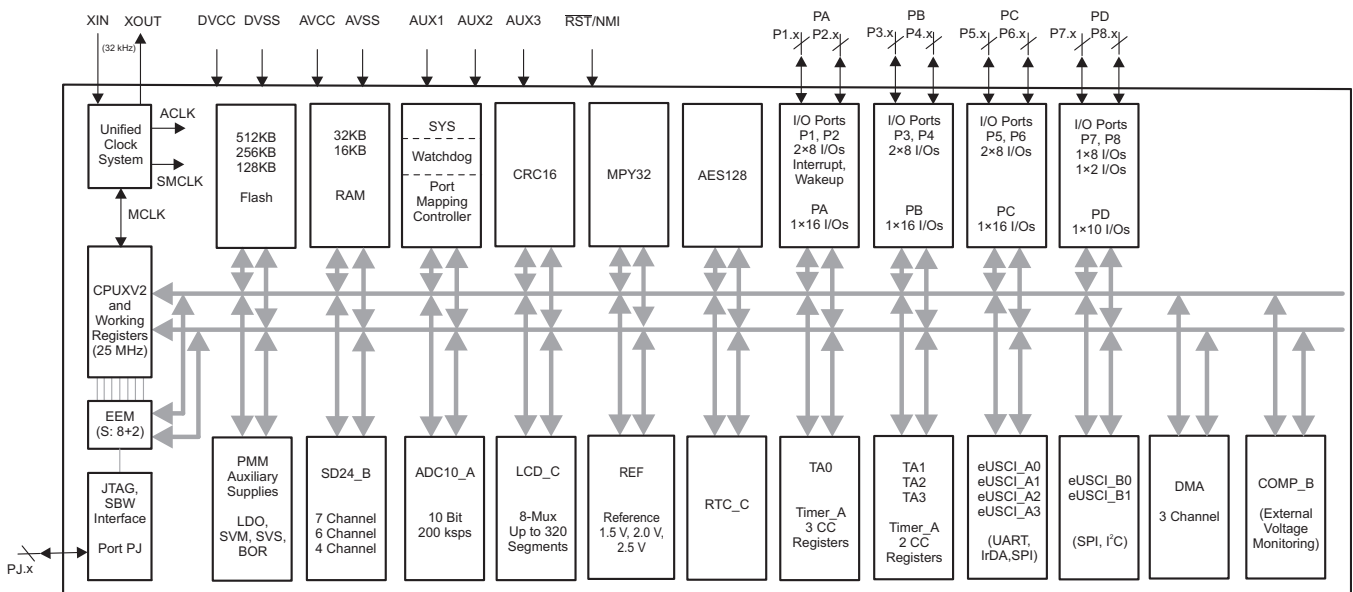 XIN XOUT DVCC DVSS AVCC AVSS AUX1 AUX2 AUX3 RST/NMI PA PB PC PD
(32 kHz) P1.x P2.x P3.x P4.x P5.x P6.x P7.x P8.x
Unified
Clock
System
ACLK
SMCLK
MCLK
512KB
256KB
128KB
Flash
32KB
16KB
RAM
SYS
Watchdog
Port
Mapping
Controller
CRC16
MPY32
AES128
I/O Ports
P1, P2
2×8 I/Os
Interrupt,
Wakeup
PA
1×16 I/Os
I/O Ports
P3, P4
2×8 I/Os
PB
1×16 I/Os
I/O Ports
P5, P6
2×8 I/Os
PC
1×16 I/Os
I/O Ports
P7, P8
1×8 I/Os
1×2 I/Os
PD
1×10 I/Os
CPUXV2
and
Working
Registers
(25 MHz)
EEM
(S: 8+2)
JTAG,
SBW
Interface
Port PJ
PJ.x
PMM
Auxiliary
Supplies
LDO,
SVM, SVS,
BOR
SD24_B
7 Channel
6 Channel
4 Channel
ADC10_A
10 Bit
200 ksps
LCD_C
8-Mux
Up to 320
Segments
REF
Reference
1.5 V, 2.0 V,
2.5 V
RTC_C
TA0
Timer_A
3 CC
Registers
TA1
TA2
TA3
Timer_A
2 CC
Registers
eUSCI_A0
eUSCI_A1
eUSCI_A2
eUSCI_A3
(UART,
IrDA,SPI)
eUSCI_B0
eUSCI_B1
(SPI, I²C)
DMA
3 Channel
COMP_B
(External
Voltage
Monitoring)